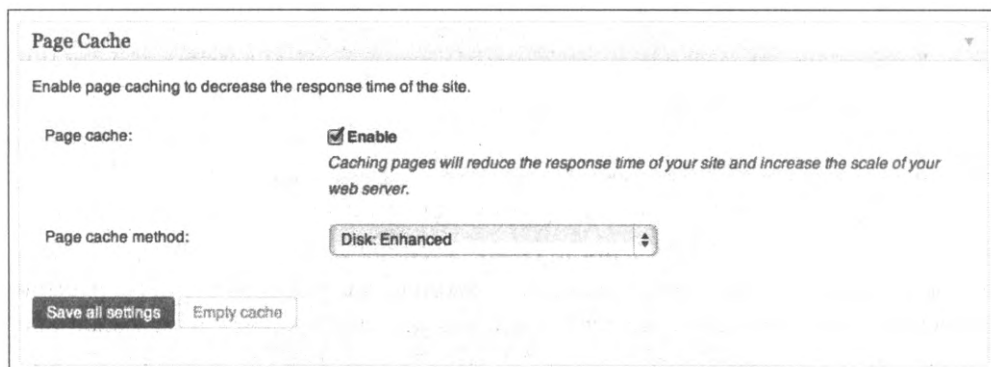 Page Cache
Enable page caching to decrease the response time of the site.
Page cache:
Enable
Caching pages will reduce the response time of your site and increase the scale of your
web server.
Page cache method:
Disk: Enhanced
Save all settings
Empty cache